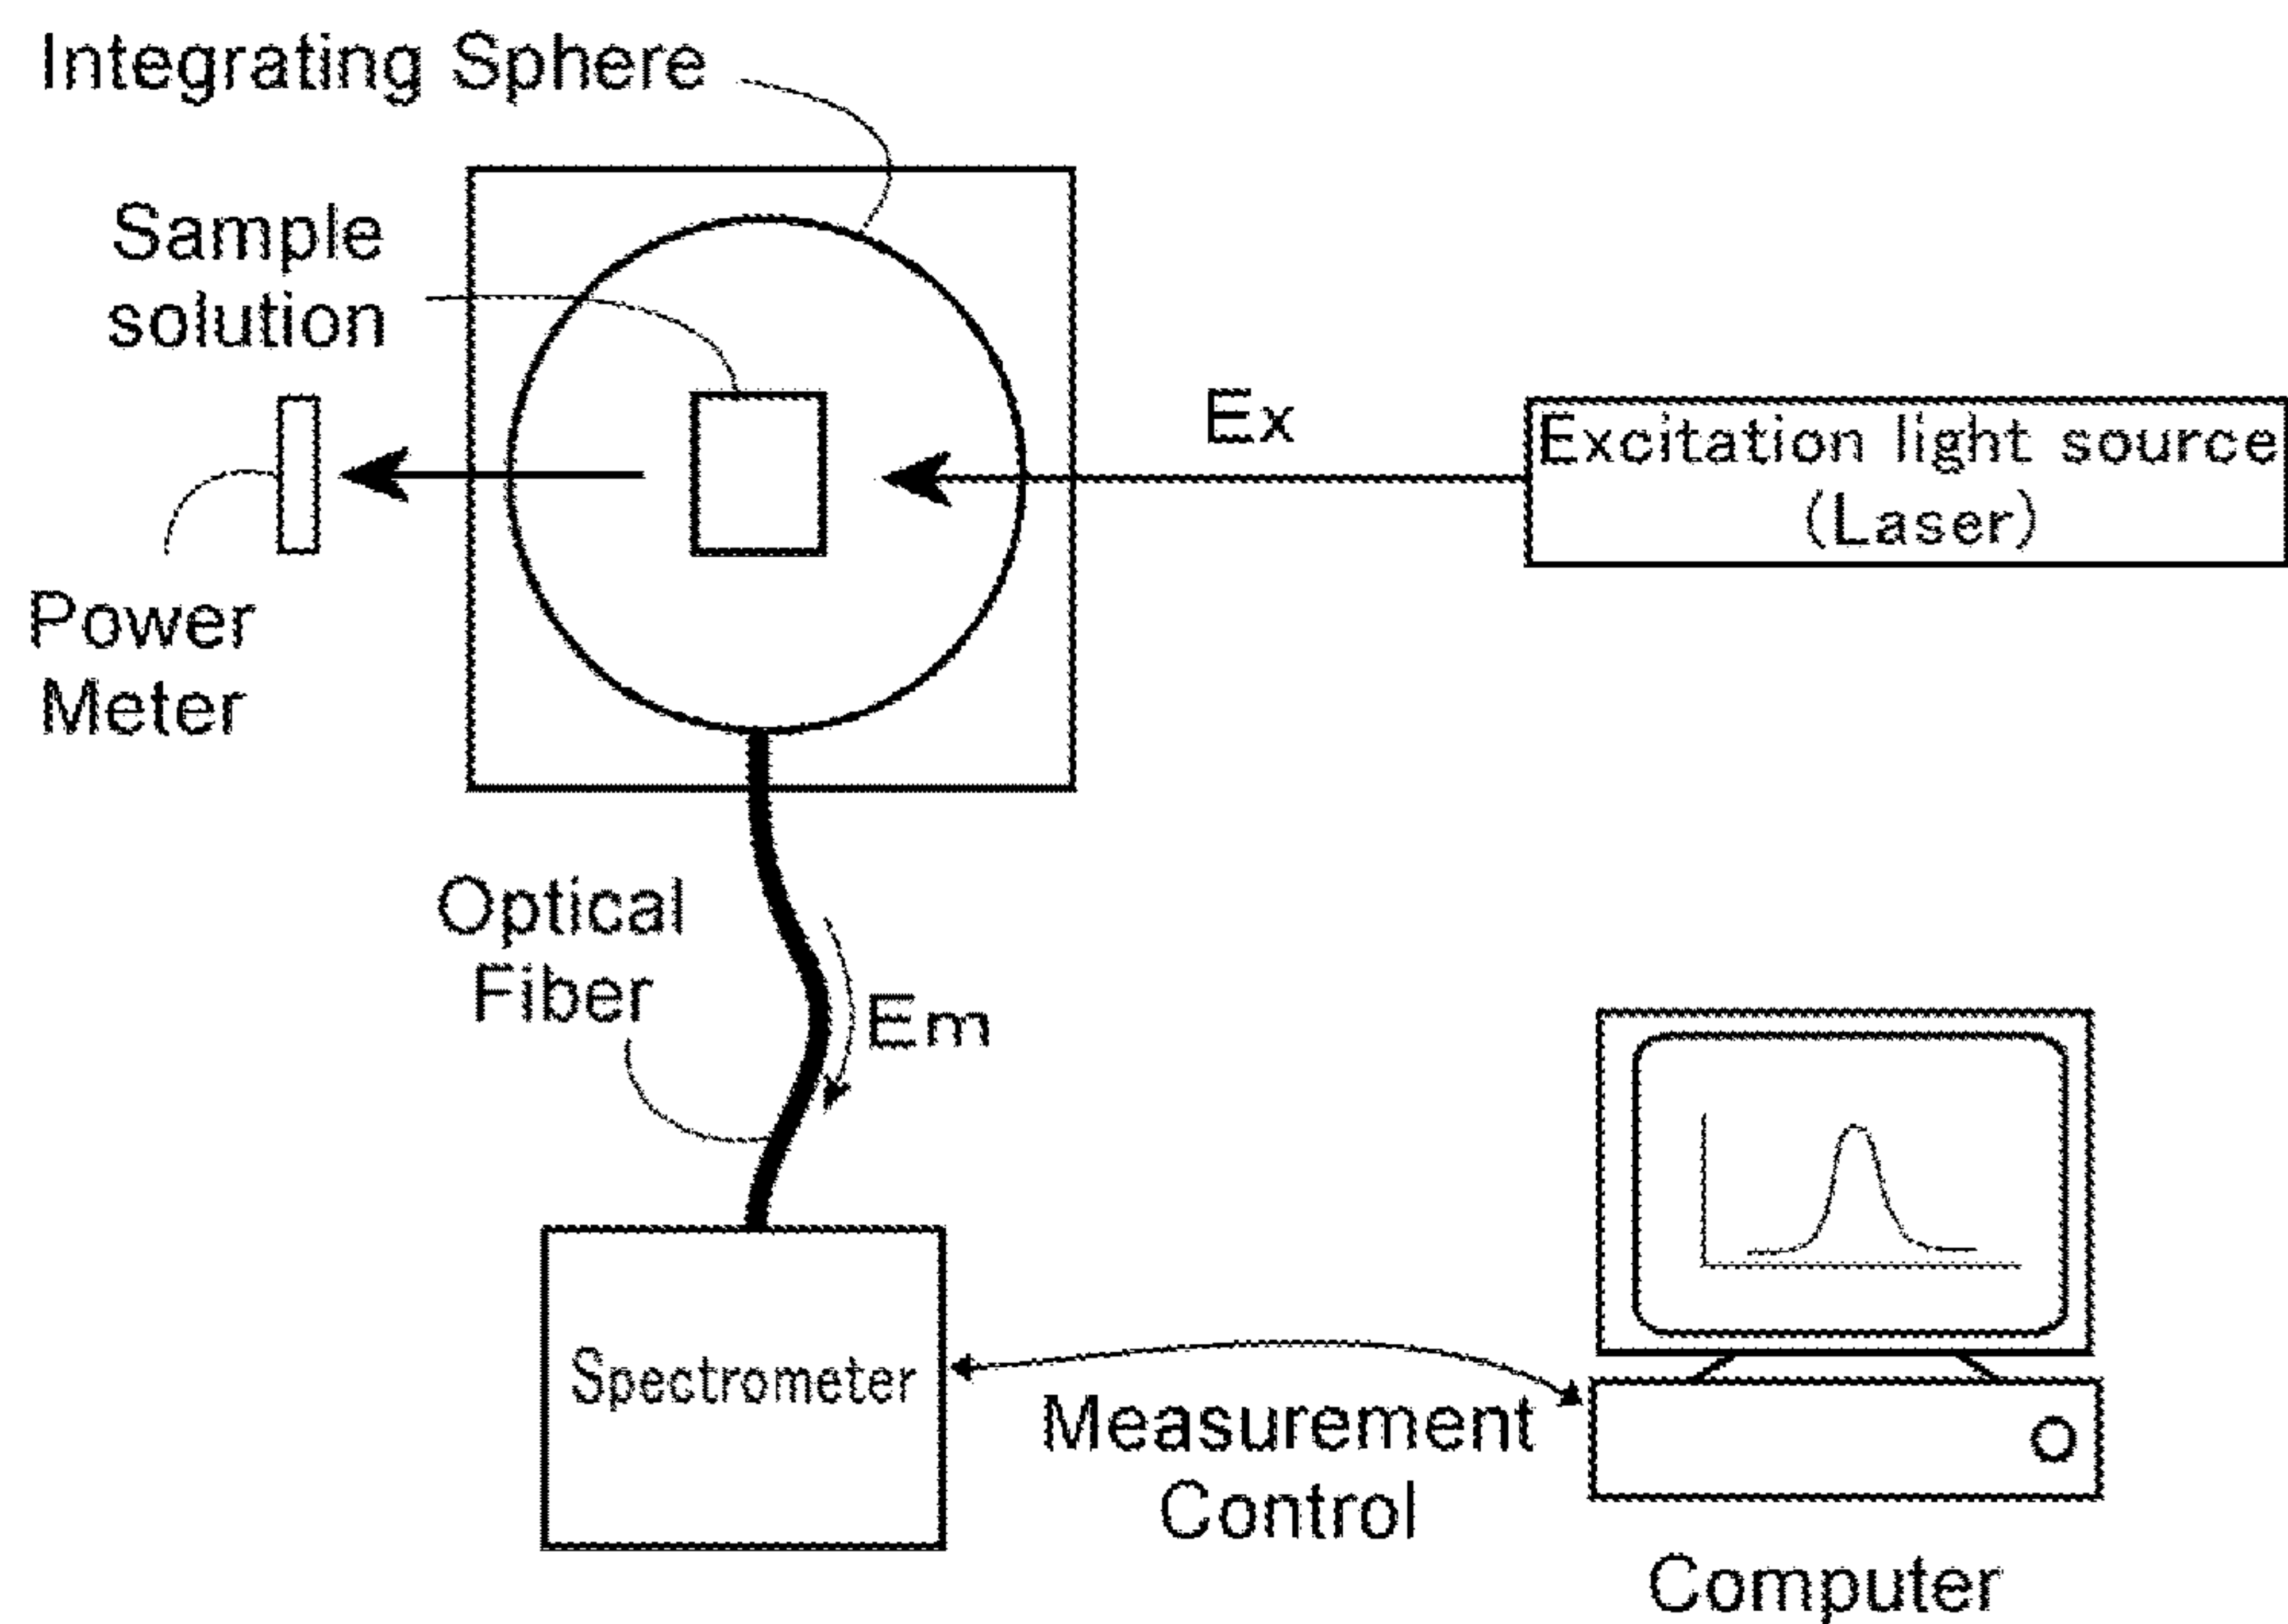 Integrating Sphere
Sample
solution
Ex
Excitation light source
(Laser)
Power
Meter
Optical
Fiber
Em
Spectrometer
Measurement
Control
Computer